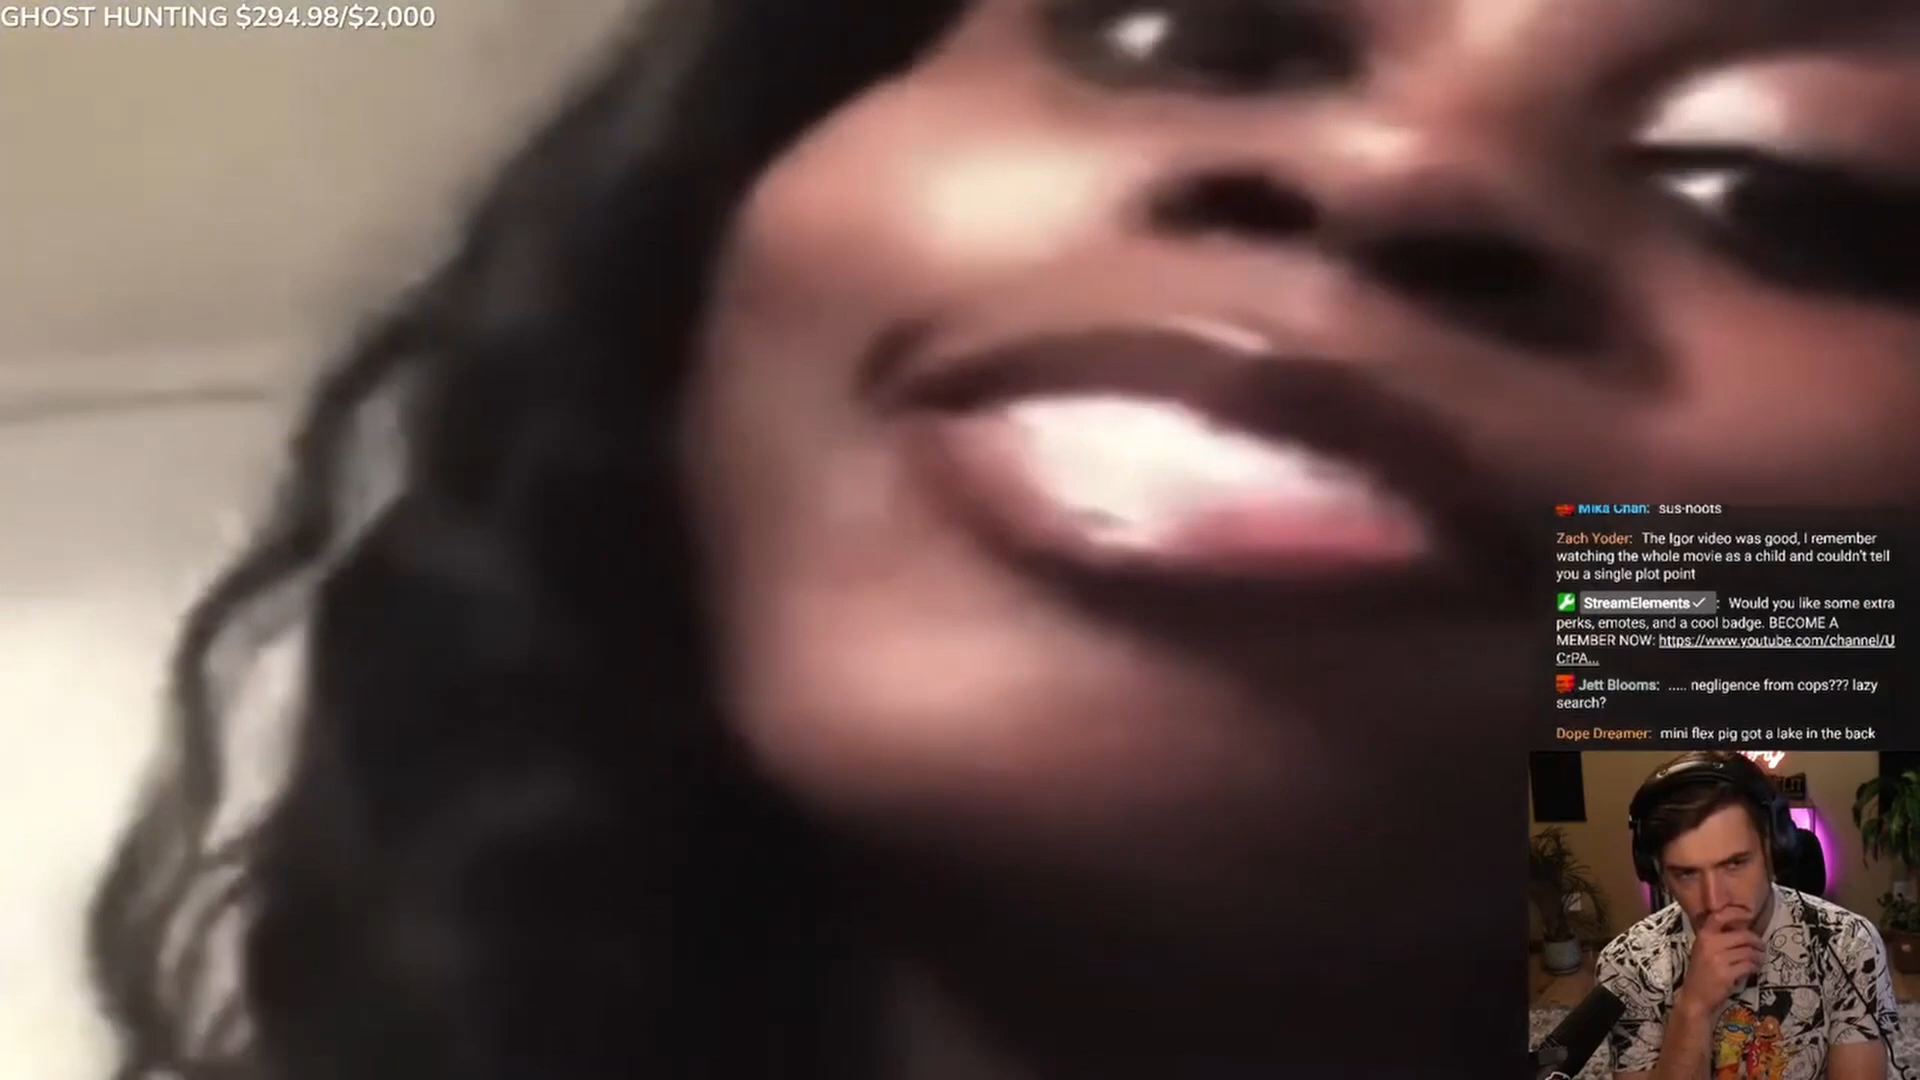 GHOST HUNTING $294.98/$2,000
Mika Chan: sus-noots
Zach Yoder: The Igor video was good, I remember
watching the whole movie as a child and couldn't tell
you a single plot point
StreamElements ✓ : Would you like some extra
perks, emotes, and a cool badge. BECOME A
MEMBER NOW: https://www.youtube.com/channel/U
CrPA...
Jett Blooms: ..... negligence from cops??? lazy
search?
Dope Dreamer: mini flex pig got a lake in the back